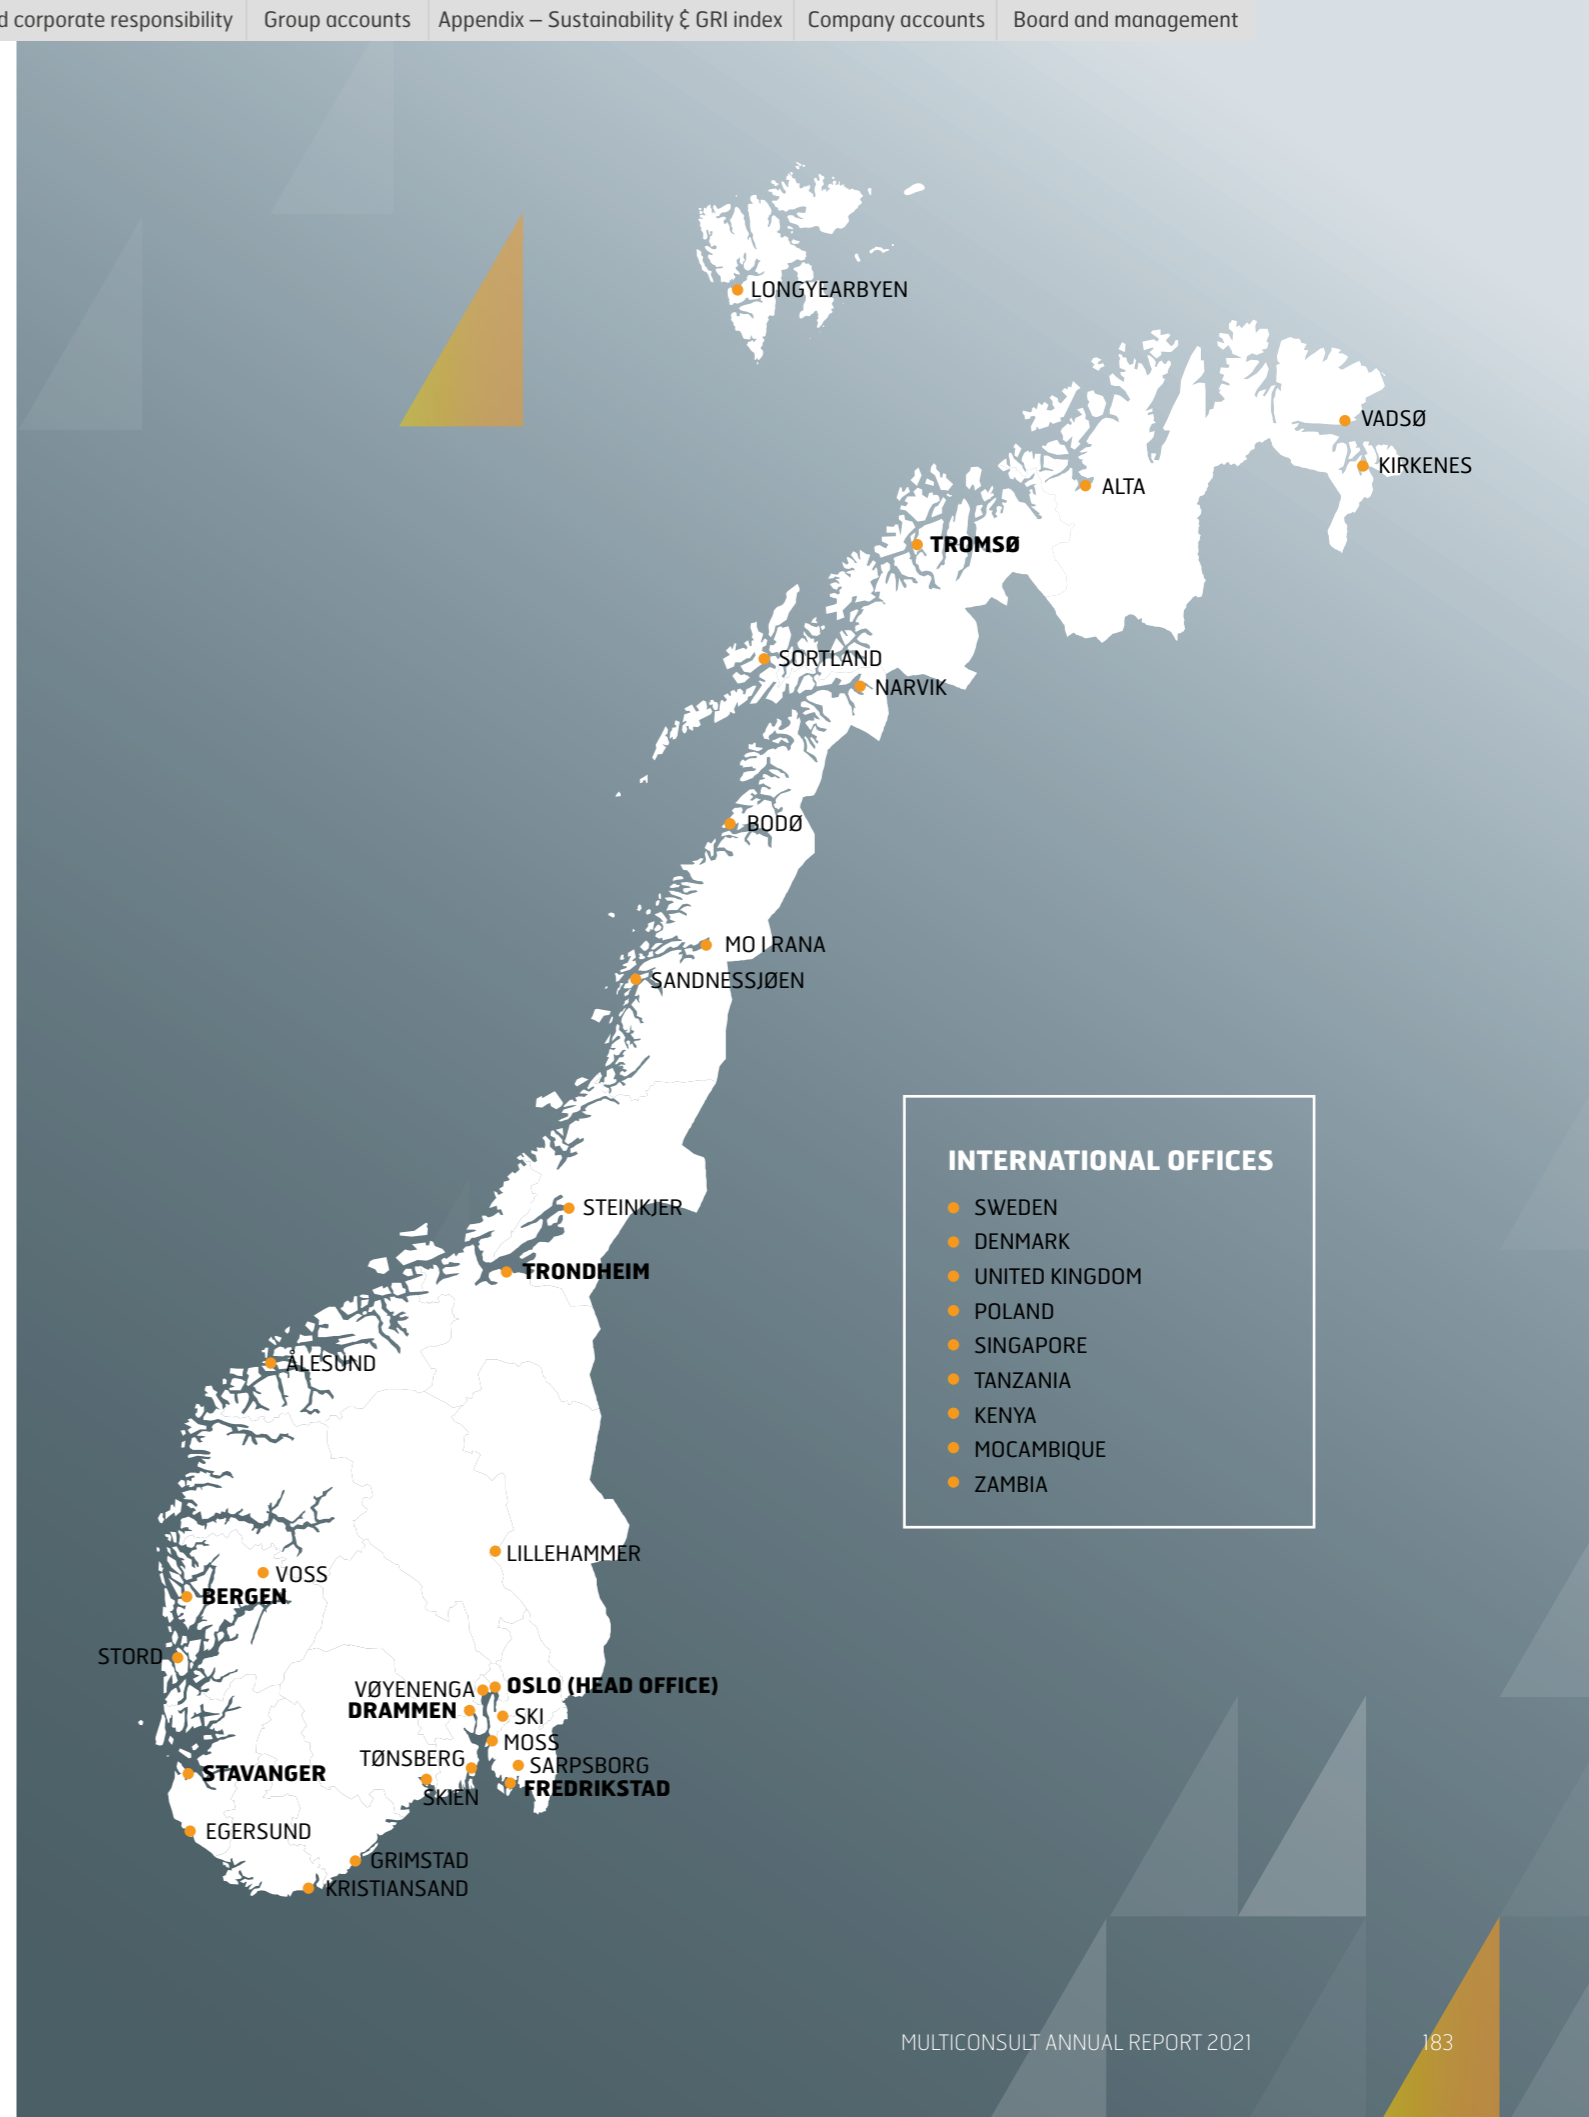 d corporate responsibility Group accounts Appendix – Sustainability & GRI index Company accounts Board and management
LONGYEARBYEN
VADSØ
KIRKENES
ALTA
TROMSØ
SORTLAND
NARVIK
BODØ
MO I RANA
SANDNESSJØEN
STEINKJER
TRONDHEIM
ÅLESUND
LILLEHAMMER
VOSS
BERGEN
STORD
VØYENENGA
OSLO (HEAD OFFICE)
DRAMMEN
SKI
MOSS
TØNSBERG
SARPSBORG
STAVANGER
FREDRIKSTAD
SKIEN
EGERSUND
GRIMSTAD
KRISTIANSAND
INTERNATIONAL OFFICES
SWEDEN
DENMARK
UNITED KINGDOM
POLAND
SINGAPORE
TANZANIA
KENYA
MOCAMBIQUE
ZAMBIA
MULTICONSULT ANNUAL REPORT 2021 183